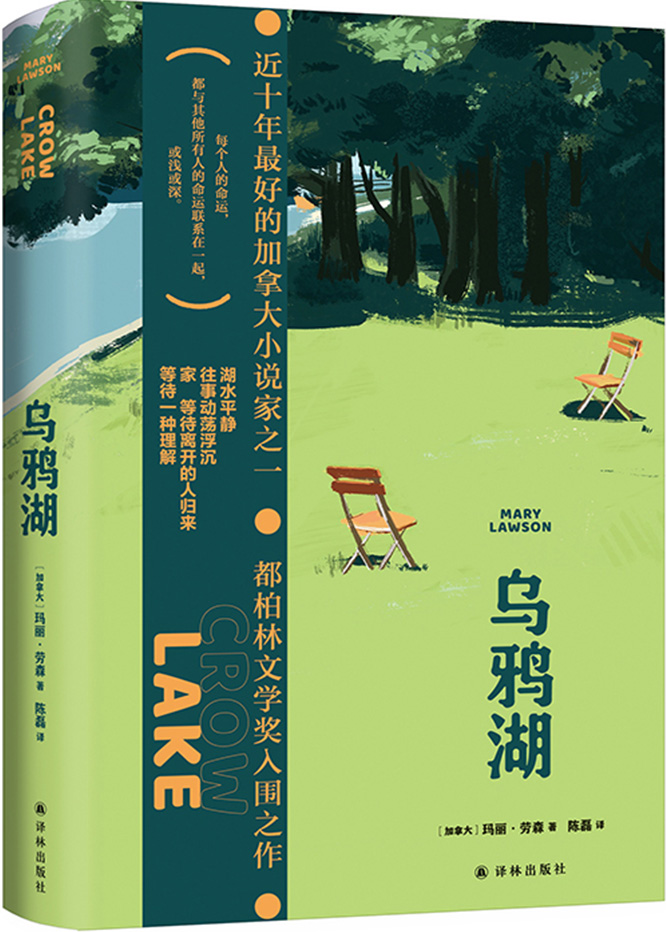 MARY
LAWSON
CROW
LAKE
乌鸦湖
[加拿大]玛丽·劳森 著
陈磊 译
译林出版社
●近十年最好的加拿大小说家之一●都柏林文学奖入围之作●
(
每个人的命运,
都与其他所有人的命运联系在一起,
或浅或深。
)
湖水平静
往事动荡浮沉
家 等待离开的人归来
等待一种理解
CROW
LAKE
MARY
LAWSON
乌鸦湖
[加拿大]玛丽·劳森 著 陈磊 译
译林出版社